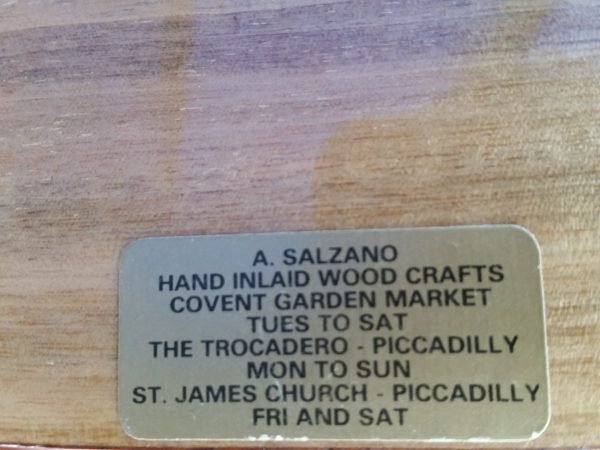 A. SALZANO
HAND INLAID WOOD CRAFTS
COVENT GARDEN MARKET
TUES TO SAT
THE TROCADERO - PICCADILLY
MON TO SUN
ST. JAMES CHURCH - PICCADILLY
FRI AND SAT